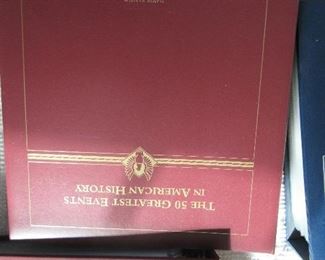 THE 50 GREATEST EVENTS
IN AMERICAN HISTORY